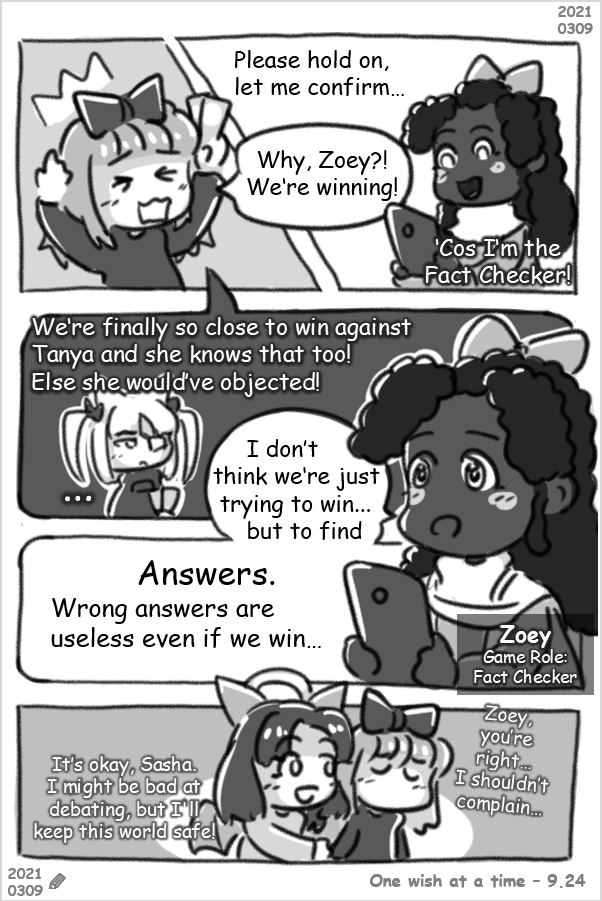 2021
0309
Please hold on,
let me confirm...
Why, Zoey?!
We're winning!
'Cos I'm the
Fact Checker!
We're finally so close to win against
Tanya and she knows that too!
Else she would've objected!
...
I don't
think we're just
trying to win...
but to find
Answers.
Wrong answers are
useless even if we win...
Zoey
Game Role:
Fact Checker
Zoey,
you're
right...
I shouldn't
complain...
It's okay, Sasha.
I might be bad at
debating, but I'll
keep this world safe!
2021
0309
One wish at a time - 9.24